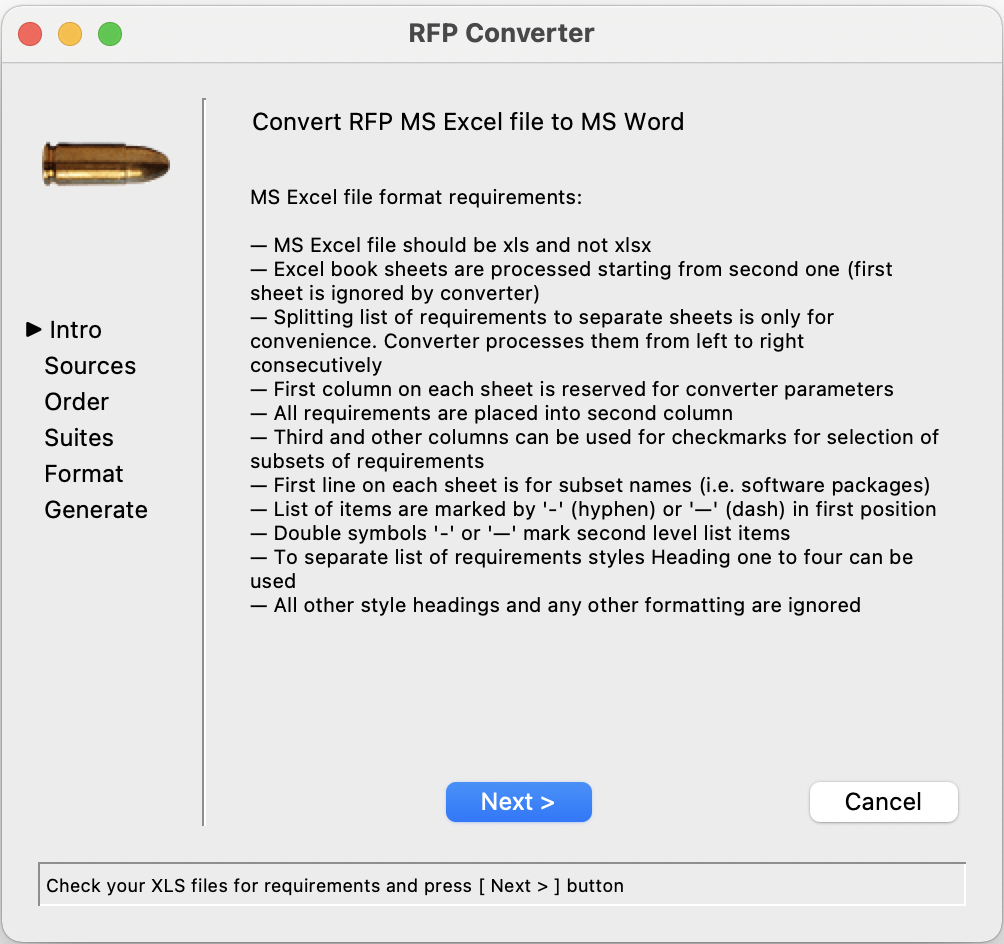 RFP Converter
Convert RFP MS Excel file to MS Word
MS Excel file format requirements:
— MS Excel file should be xls and not xlsx
— Excel book sheets are processed starting from second one (first
sheet is ignored by converter)
— Splitting list of requirements to separate sheets is only for
convenience. Converter processes them from left to right
consecutively
— First column on each sheet is reserved for converter parameters
— All requirements are placed into second column
— Third and other columns can be used for checkmarks for selection of
subsets of requirements
— First line on each sheet is for subset names (i.e. software packages)
— List of items are marked by '-' (hyphen) or '—' (dash) in first position
— Double symbols '-' or '—' mark second level list items
— To separate list of requirements styles Heading one to four can be
used
— All other style headings and any other formatting are ignored
Intro
Sources
Order
Suites
Format
Generate
Next >
Cancel
Check your XLS files for requirements and press [ Next > ] button